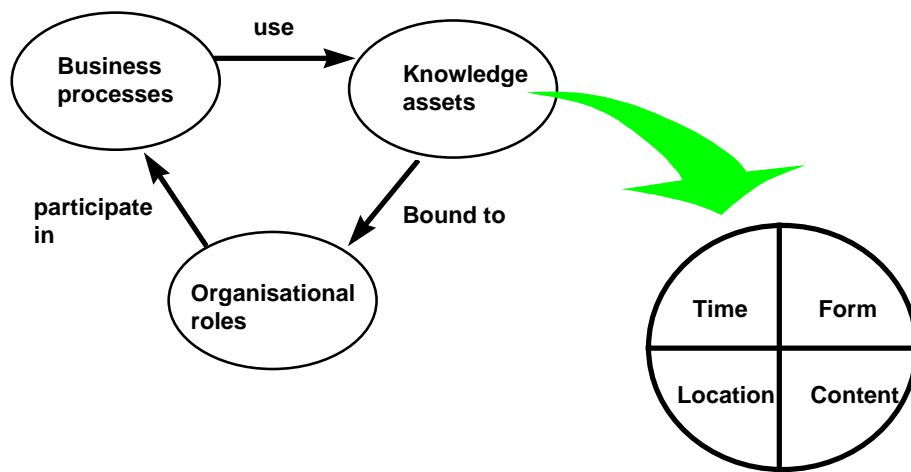 use
Business
processes
Knowledge
assets
participate
in
Bound to
Organisational
roles
Time
Form
Location
Content